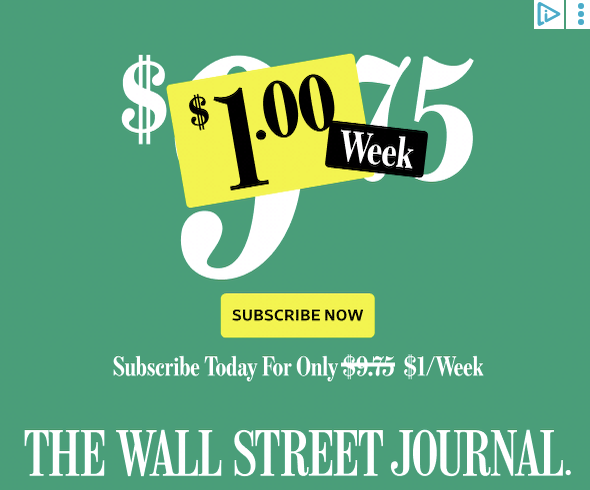 $9.75
$1.00
Week
SUBSCRIBE NOW
Subscribe Today For Only $9.75 $1/Week
THE WALL STREET JOURNAL.